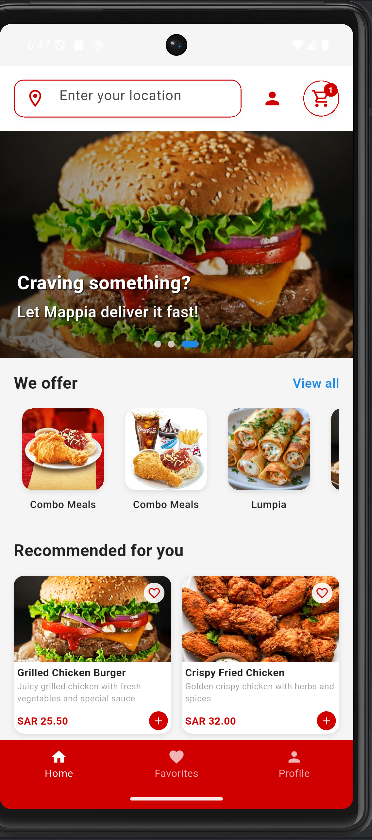 6:47
Enter your location
1
Craving something?
Let Mappia deliver it fast!
We offer
View all
Combo Meals
Combo Meals
Lumpia
Recommended for you
Grilled Chicken Burger
Juicy grilled chicken with fresh
vegetables and special sauce
SAR 25.50
Crispy Fried Chicken
Golden crispy chicken with herbs and
spices
SAR 32.00
Home
Favorites
Profile